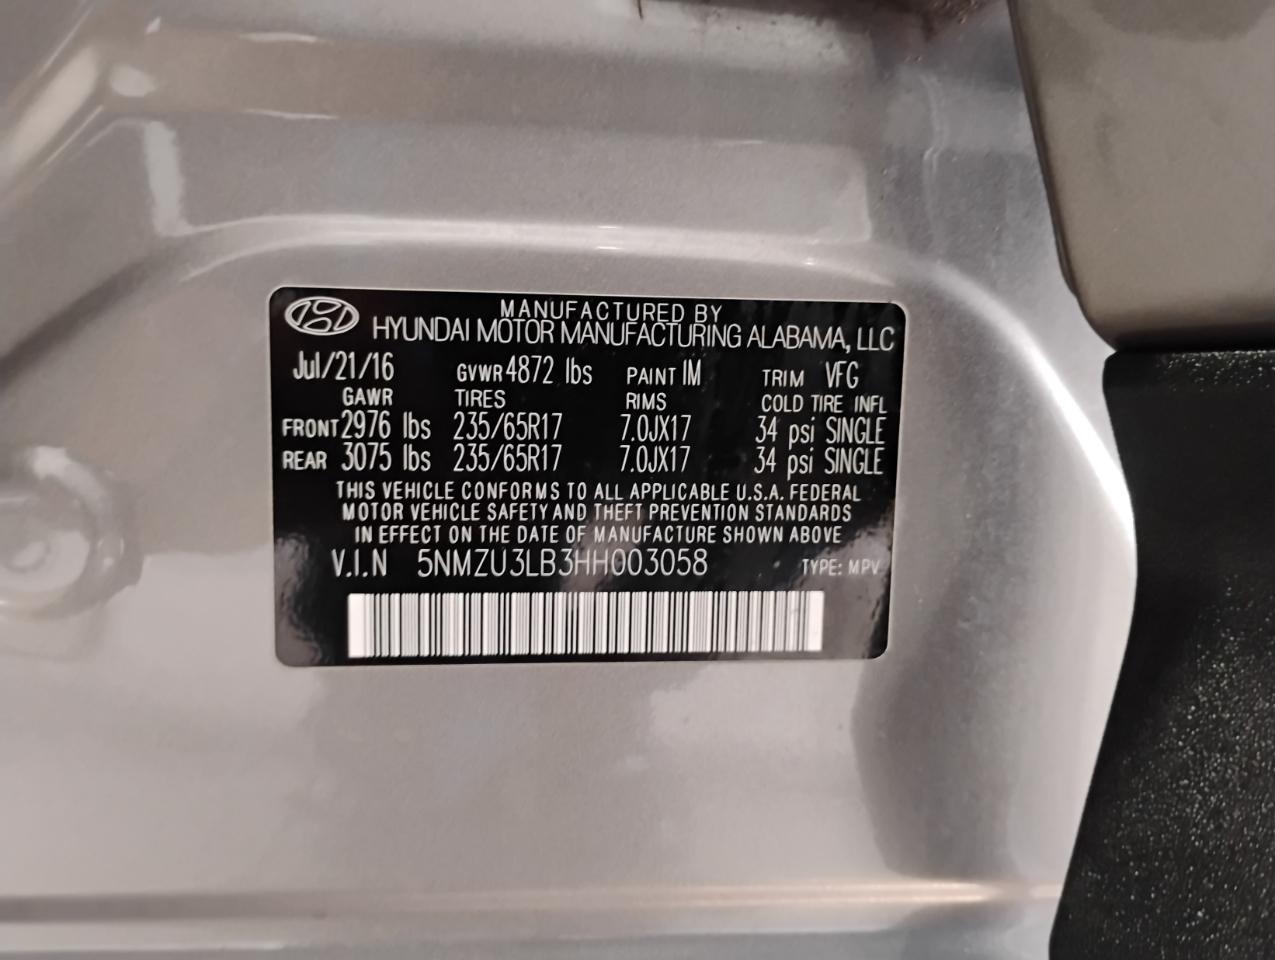 MANUFACTURED BY
HYUNDAI MOTOR MANUFACTURING ALABAMA, LLC
Jul/21/16 GVWR 4872 lbs PAINT IM TRIM VFG
GAWR TIRES RIMS COLD TIRE INFL
FRONT 2976 lbs 235/65R17 7.0JX17 34 psi SINGLE
REAR 3075 lbs 235/65R17 7.0JX17 34 psi SINGLE
THIS VEHICLE CONFORMS TO ALL APPLICABLE U.S.A. FEDERAL
MOTOR VEHICLE SAFETY AND THEFT PREVENTION STANDARDS
IN EFFECT ON THE DATE OF MANUFACTURE SHOWN ABOVE
V.I.N 5NMZU3LB3HH003058 TYPE: MPV